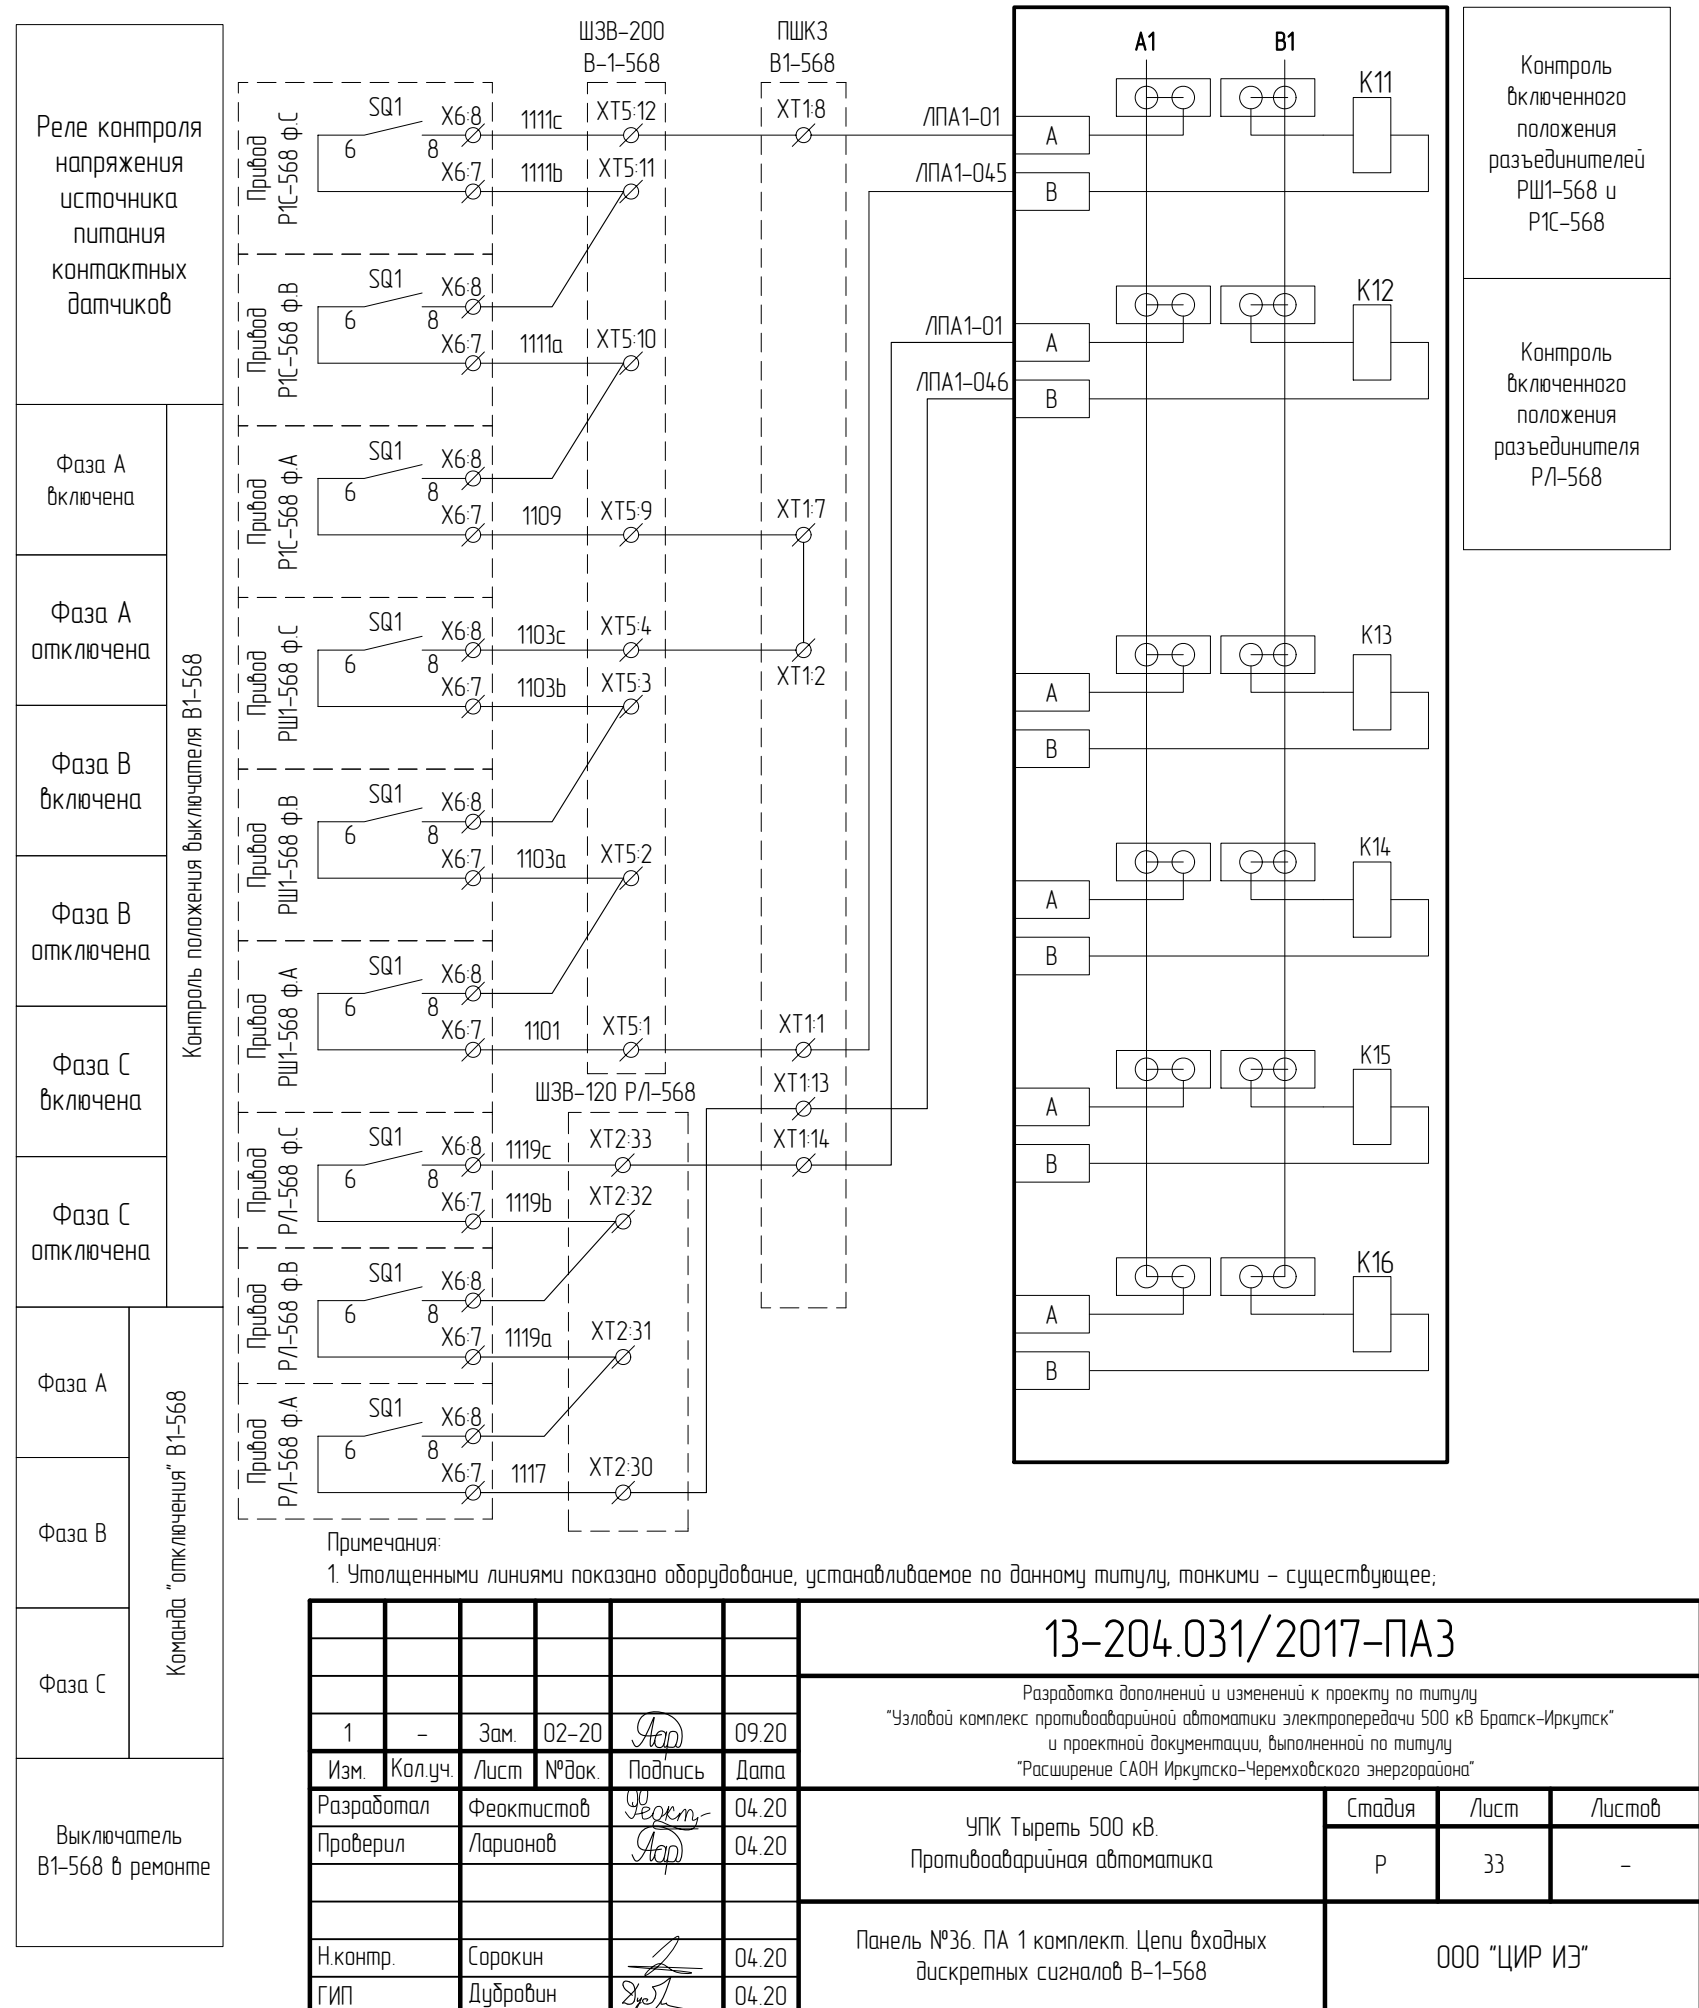 Реле контроля
напряжения
источника
питания
контактных
датчиков
Фаза А
включена
Фаза А
отключена
Фаза В
включена
Фаза В
отключена
Фаза С
включена
Фаза С
отключена
Контроль положения выключателя В1-568
Фаза А
Фаза В
Фаза С
Команда "отключения" В1-568
Выключатель
В1-568 в ремонте
ШЗВ-200
В-1-568
ПШК3
В1-568
Привод
Р1С-568 ф.С
SQ1
6
8
Х6:8
1111с
ХТ5:12
ХТ1:8
ЛПА1-01
Х6:7
1111b
ХТ5:11
ЛПА1-045
Привод
Р1С-568 ф.В
SQ1
6
8
Х6:8
Х6:7
1111а
ХТ5:10
ЛПА1-01
ЛПА1-046
Привод
Р1С-568 ф.А
SQ1
6
8
Х6:8
Х6:7
1109
ХТ5:9
ХТ1:7
Привод
РШ1-568 ф.С
SQ1
6
8
Х6:8
1103с
ХТ5:4
ХТ1:2
Х6:7
1103b
ХТ5:3
Привод
РШ1-568 ф.В
SQ1
6
8
Х6:8
Х6:7
1103а
ХТ5:2
Привод
РШ1-568 ф.А
SQ1
6
8
Х6:8
Х6:7
1101
ХТ5:1
ХТ1:1
ШЗВ-120 РЛ-568
ХТ1:13
Привод
РЛ-568 ф.С
SQ1
6
8
Х6:8
1119с
ХТ2:33
ХТ1:14
Х6:7
1119b
ХТ2:32
Привод
РЛ-568 ф.В
SQ1
6
8
Х6:8
Х6:7
1119а
ХТ2:31
Привод
РЛ-568 ф.А
SQ1
6
8
Х6:8
Х6:7
1117
ХТ2:30
А1
В1
А
В
К11
А
В
К12
А
В
К13
А
В
К14
А
В
К15
А
В
К16
Контроль
включенного
положения
разъединителей
РШ1-568 и
Р1С-568
Контроль
включенного
положения
разъединителя
РЛ-568
Примечания:
1. Утолщенными линиями показано оборудование, устанавливаемое по данному титулу, тонкими - существующее;
13-204.031/2017-ПА3
Разработка дополнений и изменений к проекту по титулу
"Узловой комплекс противоаварийной автоматики электропередачи 500 кВ Братск-Иркутск"
и проектной документации, выполненной по титулу
"Расширение САОН Иркутско-Черемховского энергорайона"
1 - Зам. 02-20 09.20
Изм. Кол.уч. Лист №док. Подпись Дата
Разработал Феоктистов 04.20
Проверил Ларионов 04.20
Н.контр. Сорокин 04.20
ГИП Дубровин 04.20
УПК Тыреть 500 кВ.
Противоаварийная автоматика
Стадия Лист Листов
Р 33 -
Панель №36. ПА 1 комплект. Цепи входных
дискретных сигналов В-1-568
ООО "ЦИР ИЭ"